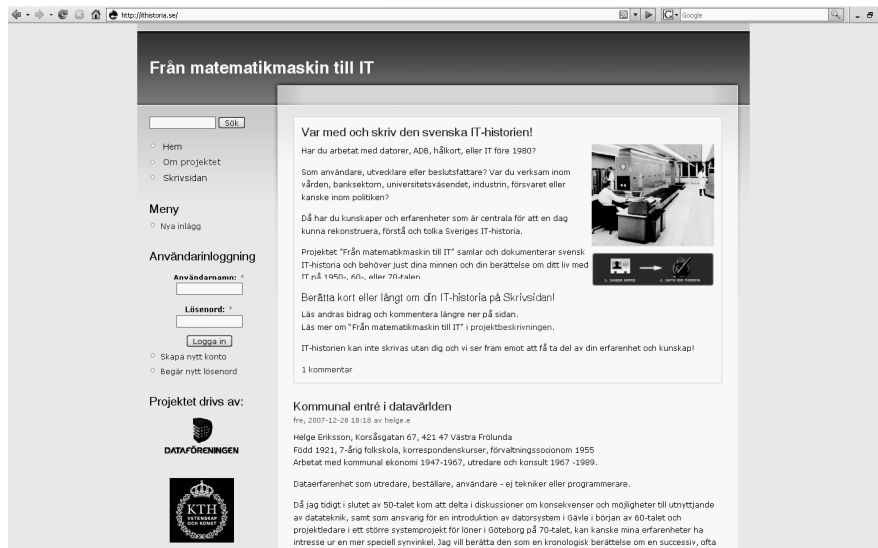 http://ithistoria.se/
Google
Från matematikmaskin till IT
Sök
Hem
Om projektet
Skrivsidan
Meny
Nya inlägg
Användarinloggning
Användarnamn: *
Lösenord: *
Logga in
Skapa nytt konto
Begär nytt lösenord
Projektet drivs av:
DATAFÖRENINGEN
KTH
VETENSKAP
OCH KONST
Var med och skriv den svenska IT-historien!
Har du arbetat med datorer, ADB, hålkort, eller IT före 1980?
Som användare, utvecklare eller beslutsfattare? Var du verksam inom
vården, banksektorn, universitetsväsendet, industrin, försvaret eller
kanske inom politiken?
Då har du kunskaper och erfarenheter som är centrala för att en dag
kunna rekonstruera, förstå och tolka Sveriges IT-historia.
Projektet "Från matematikmaskin till IT" samlar och dokumenterar svensk
IT-historia och behöver just dina minnen och din berättelse om ditt liv med
IT på 1950-, 60-, eller 70-talen.
1. Skapa konto
2. Skriv din historia
Berätta kort eller långt om din IT-historia på Skrivsidan!
Läs andras bidrag och kommentera längre ner på sidan.
Läs mer om "Från matematikmaskin till IT" i projektbeskrivningen.
IT-historien kan inte skrivas utan dig och vi ser fram emot att få ta del av din erfarenhet och kunskap!
1 kommentar
Kommunal entré i datavärlden
fre, 2007-12-28 18:18 av helge.e
Helge Eriksson, Korsåsgatan 67, 421 47 Västra Frölunda
Född 1921, 7-årig folkskola, korrespondenskurser, förvaltningssocionom 1955
Arbetat med kommunal ekonomi 1947-1967, utredare och konsult 1967 -1989.
Dataerfarenhet som utredare, beställare, användare - ej tekniker eller programmerare.
Då jag tidigt i slutet av 50-talet kom att delta i diskussioner om konsekvenser och möjligheter till utnyttjande
av datateknik, samt som ansvarig för en introduktion av datorsystem i Gävle i början av 60-talet och
projektledare i ett större systemprojekt för löner i Göteborg på 70-talet, kan kanske mina erfarenheter ha
intresse ur en mer speciell synvinkel. Jag vill berätta den som en kronologisk berättelse om en successiv, ofta